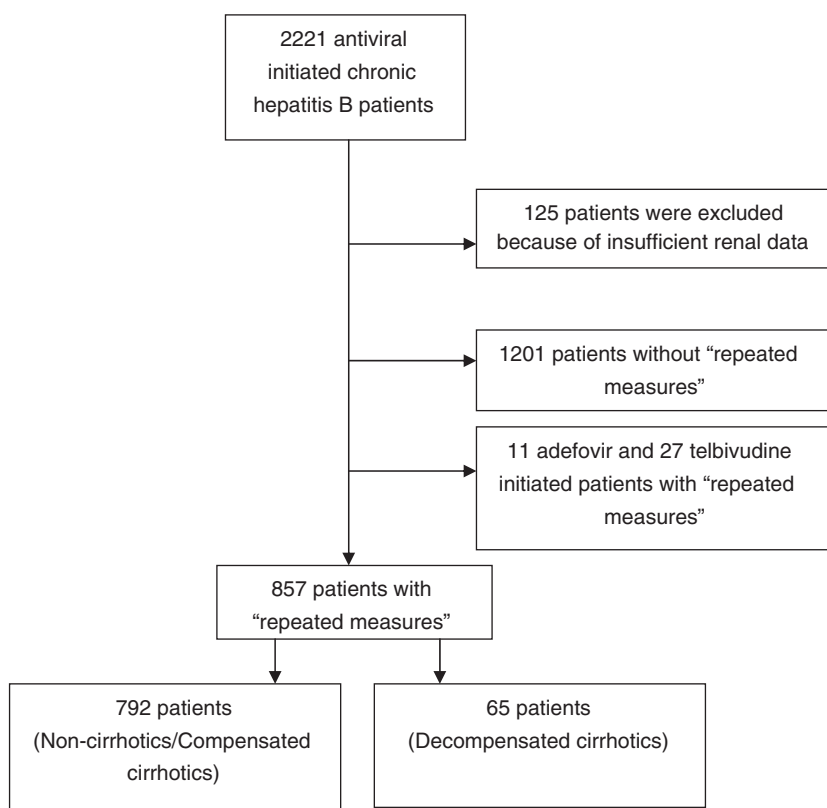 2221 antiviral
initiated chronic
hepatitis B patients
125 patients were excluded
because of insufficient renal data
1201 patients without “repeated
measures”
11 adefovir and 27 telbivudine
initiated patients with “repeated
measures”
857 patients with
“repeated measures”
792 patients
(Non-cirrhotics/Compensated
cirrhotics)
65 patients
(Decompensated cirrhotics)